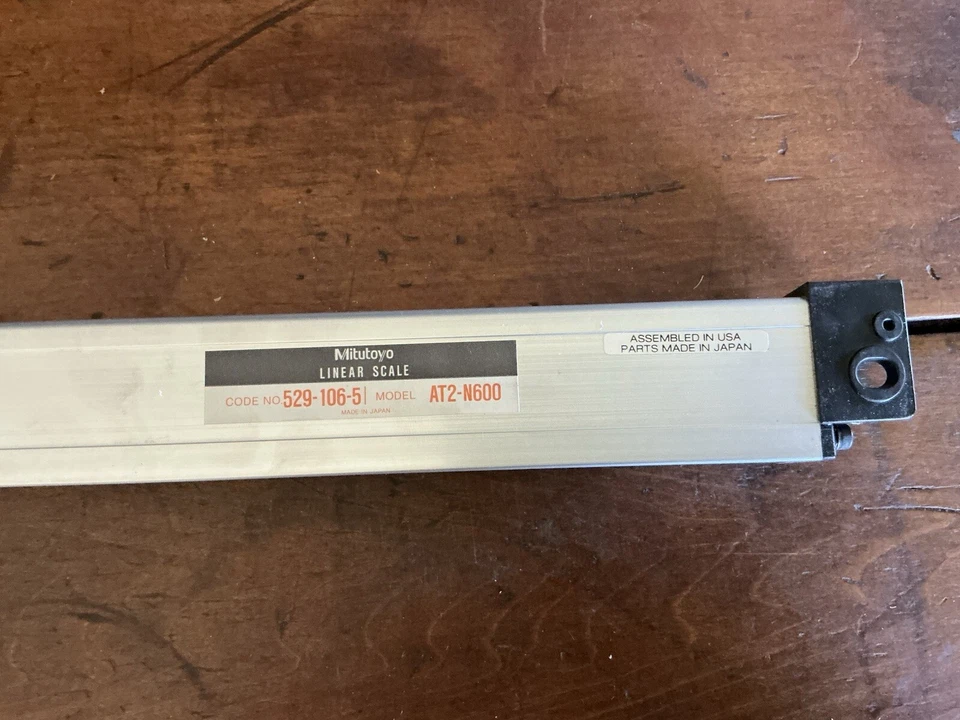 Mitutoyo
LINEAR SCALE
CODE NO. 529-106-5 MODEL AT2-N600
MADE IN JAPAN
ASSEMBLED IN USA
PARTS MADE IN JAPAN